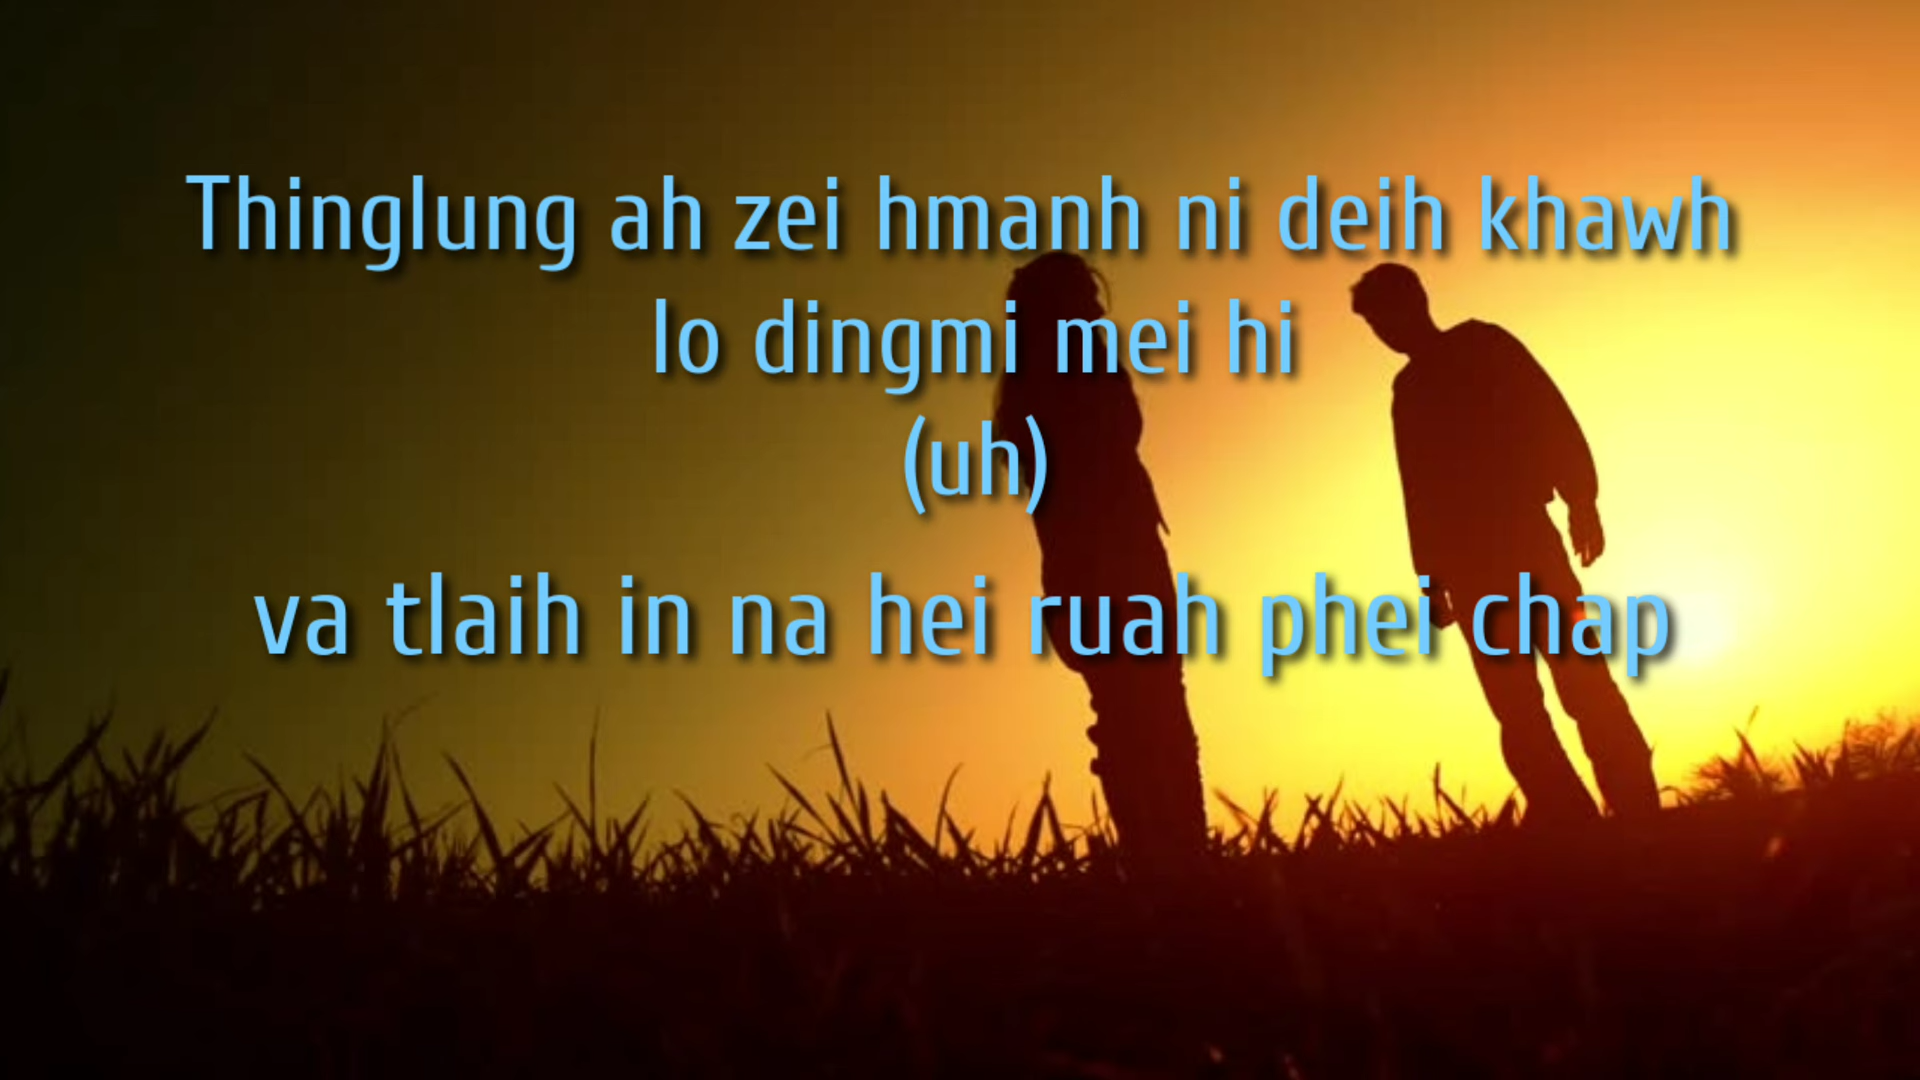 Thinglung ah zei hmanh ni deih khawh
lo dingmi mei hi
(uh)
va tlaih in na hei ruah phei chap